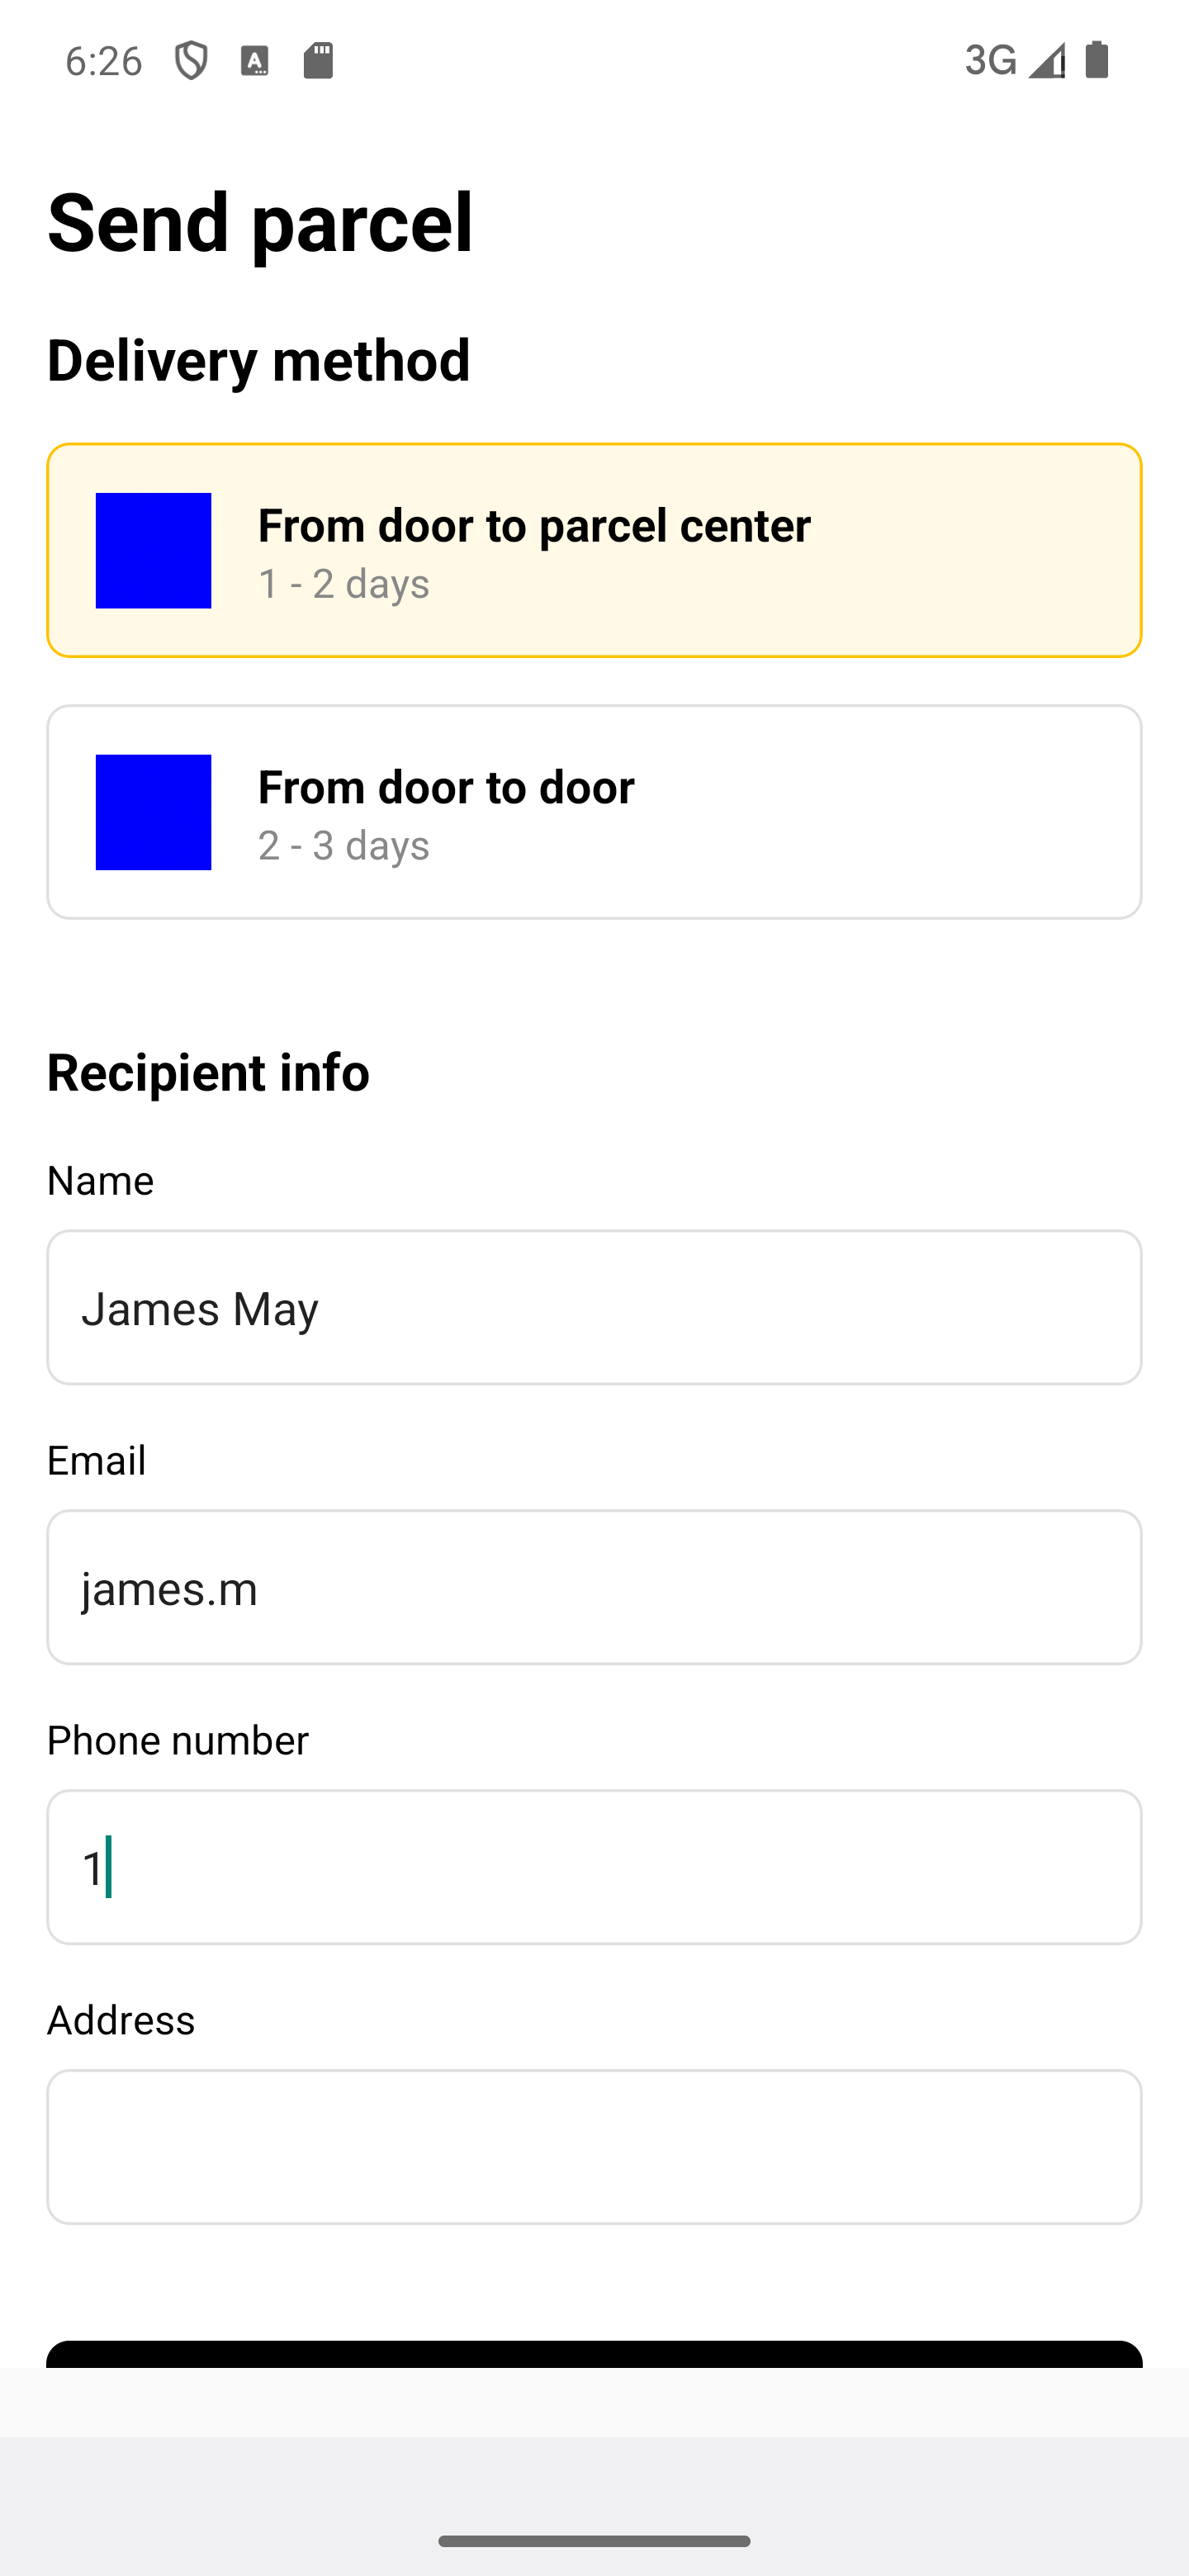 6:26
3G
Send parcel
Delivery method
From door to parcel center
1 - 2 days
From door to door
2 - 3 days
Recipient info
Name
James May
Email
james.m
Phone number
1
Address